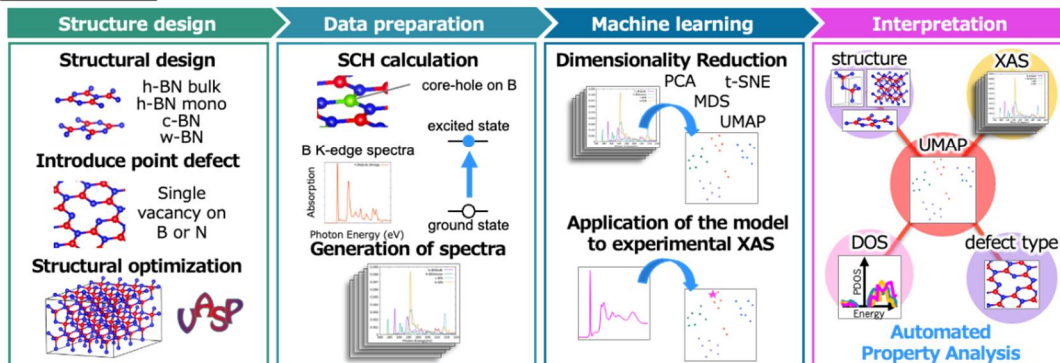 Structure design
Data preparation
Machine learning
Interpretation
Structural design
h-BN bulk
h-BN mono
c-BN
w-BN
Introduce point defect
Single
vacancy on
B or N
Structural optimization
VASP
SCH calculation
core-hole on B
excited state
B K-edge spectra
Absorption
Photon Energy (eV)
ground state
Generation of spectra
Dimensionality Reduction
PCA t-SNE
MDS
UMAP
Application of the model
to experimental XAS
structure
XAS
UMAP
DOS
PDOS
Energy
defect type
Automated
Property Analysis